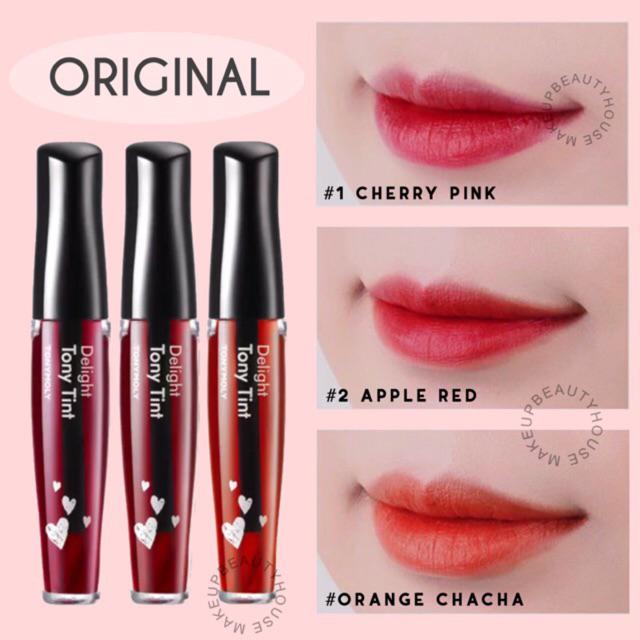 ORIGINAL
Delight
Tony Tint
TONYMOLY
Delight
Tony Tint
TONYMOLY
Delight
Tony Tint
TONYMOLY
MAKEUPBEAUTYHOUSE
#1 CHERRY PINK
MAKEUPBEAUTYHOUSE
#2 APPLE RED
MAKEUPBEAUTYHOUSE
#ORANGE CHACHA